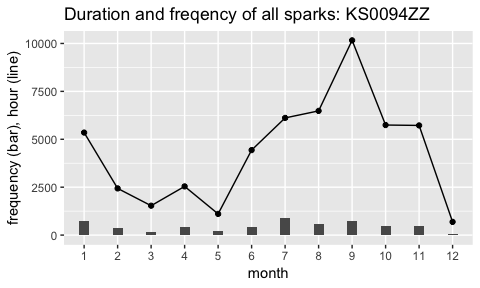 Duration and freqency of all sparks: KS0094ZZ
frequency (bar), hour (line)
10000
7500
5000
2500
0
1 2 3 4 5 6 7 8 9 10 11 12
month